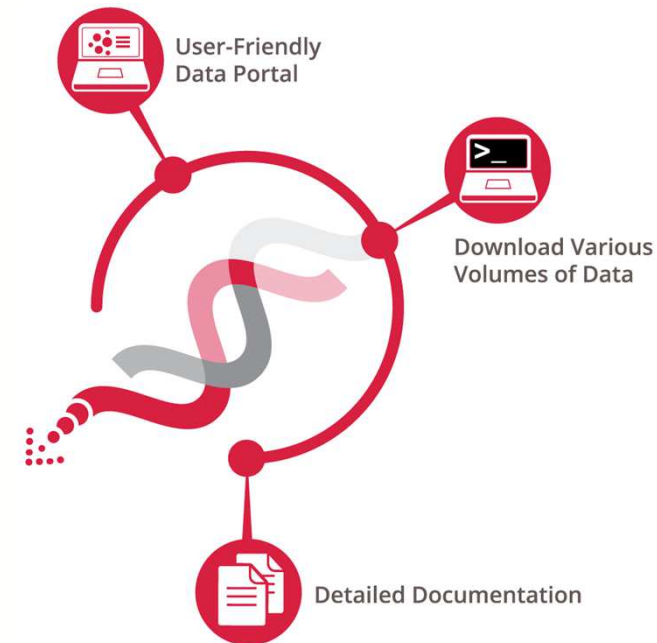 User-Friendly
Data Portal
>_
Download Various
Volumes of Data
Detailed Documentation